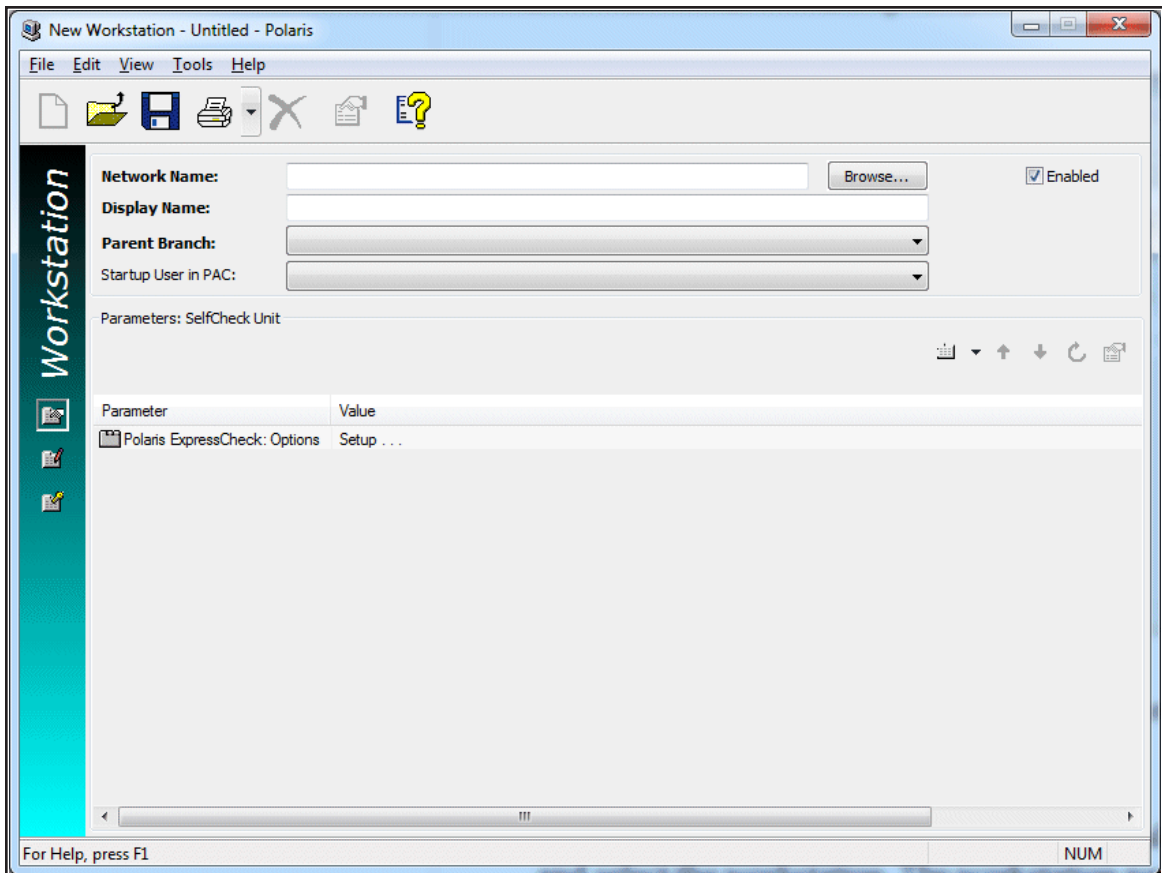 New Workstation - Untitled - Polaris
File Edit View Tools Help
Workstation
Network Name: Browse... Enabled
Display Name:
Parent Branch:
Startup User in PAC:
Parameters: SelfCheck Unit
Parameter Value
Polaris ExpressCheck: Options Setup . . .
For Help, press F1 NUM